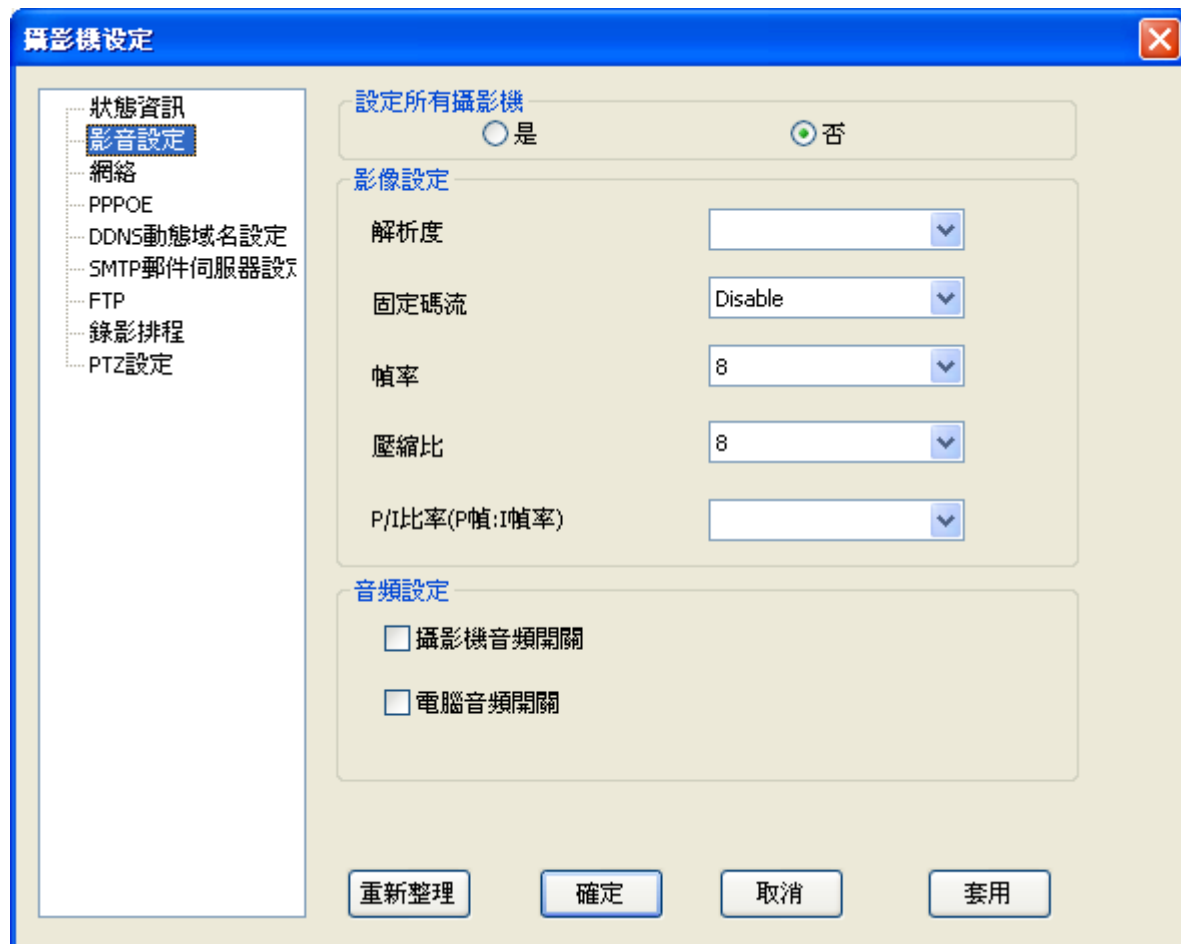 攝影機设定
狀態資訊
影音設定
網絡
PPPOE
DDNS動態域名設定
SMTP郵件伺服器設定
FTP
錄影排程
PTZ設定
設定所有攝影機
是
否
影像設定
解析度
固定碼流
Disable
幀率
8
壓縮比
8
P/I比率(P幀:I幀率)
音頻設定
攝影機音頻開關
電腦音頻開關
重新整理
確定
取消
套用